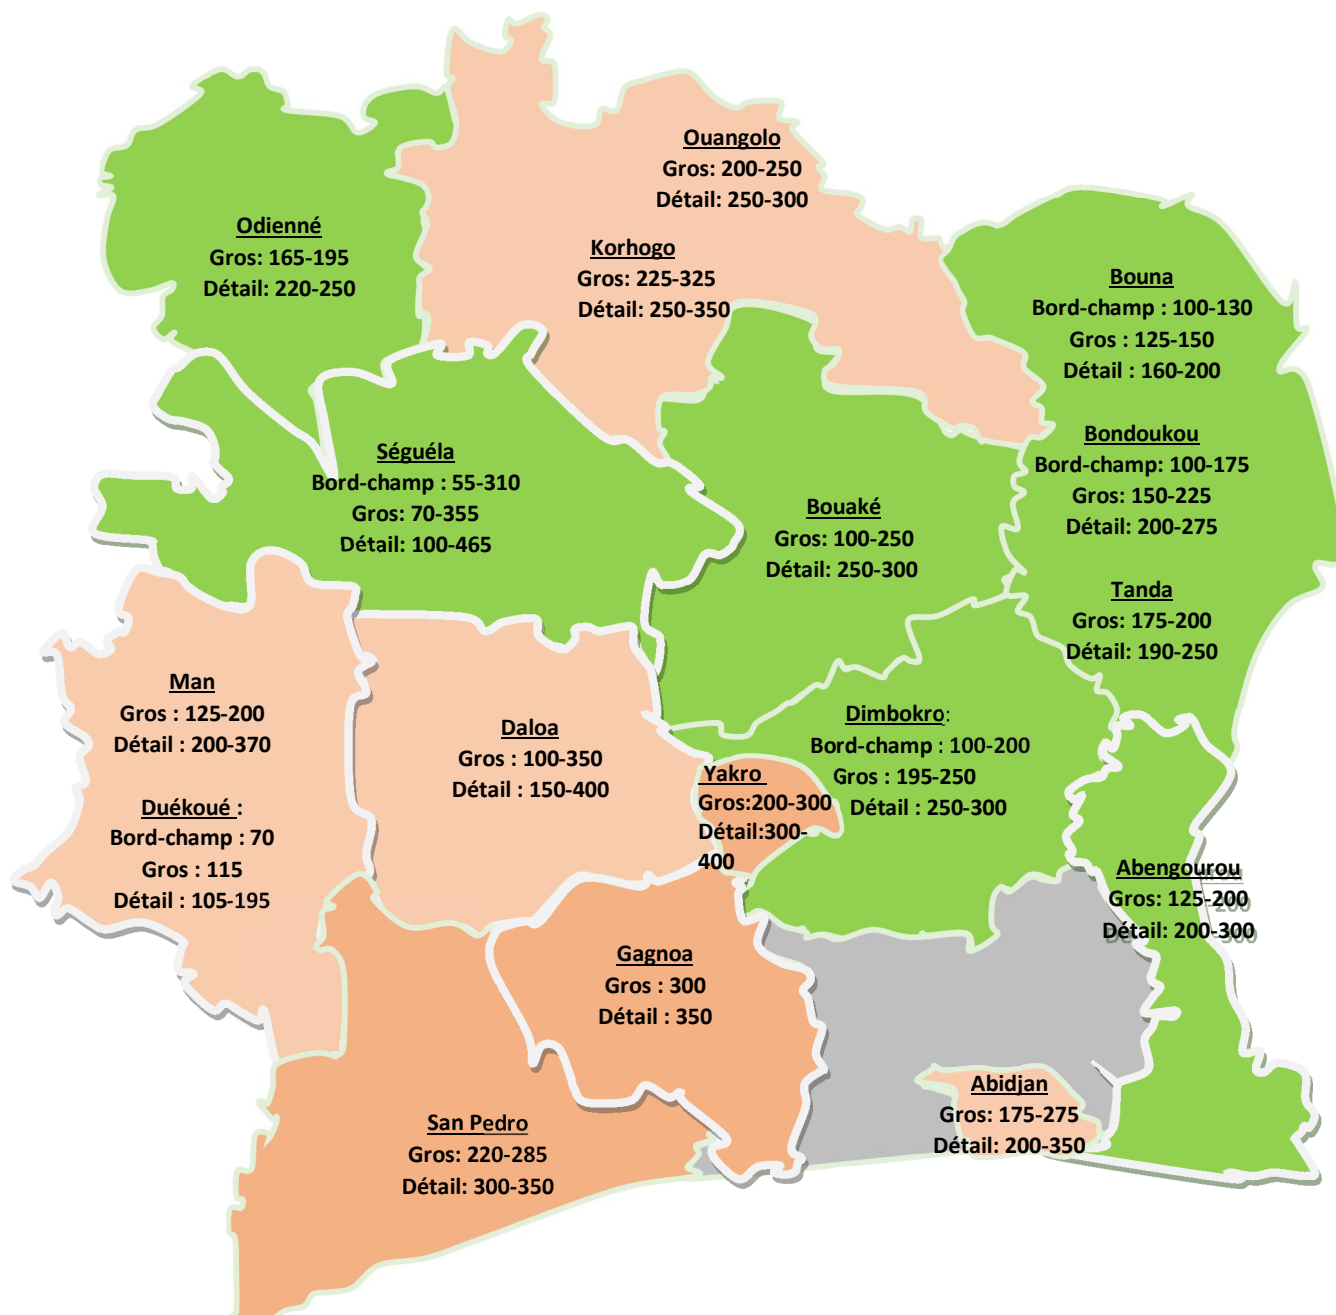 Ouangolo
Gros: 200-250
Détail: 250-300
Odienné
Gros: 165-195
Détail: 220-250
Korhogo
Gros: 225-325
Détail: 250-350
Bouna
Bord-champ : 100-130
Gros : 125-150
Détail : 160-200
Séguéla
Bord-champ : 55-310
Gros: 70-355
Détail: 100-465
Bondoukou
Bord-champ: 100-175
Gros: 150-225
Détail: 200-275
Bouaké
Gros: 100-250
Détail: 250-300
Tanda
Gros: 175-200
Détail: 190-250
Man
Gros : 125-200
Détail : 200-370
Duékoué :
Bord-champ : 70
Gros : 115
Détail : 105-195
Daloa
Gros : 100-350
Détail : 150-400
Yakro
Gros:200-300
Détail:300-
400
Dimbokro:
Bord-champ : 100-200
Gros : 195-250
Détail : 250-300
Abengourou
Gros: 125-200
Détail: 200-300
Gagnoa
Gros : 300
Détail : 350
San Pedro
Gros: 220-285
Détail: 300-350
Abidjan
Gros: 175-275
Détail: 200-350